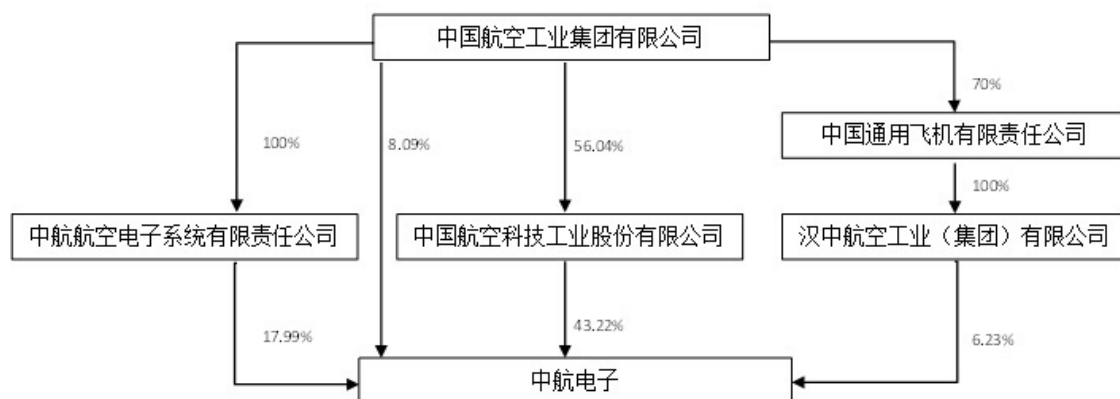 中国航空工业集团有限公司
70%
100%
8.09%
56.04%
中国通用飞机有限责任公司
100%
中航航空电子系统有限责任公司
中国航空科技工业股份有限公司
汉中航空工业（集团）有限公司
17.99%
43.22%
6.23%
中航电子